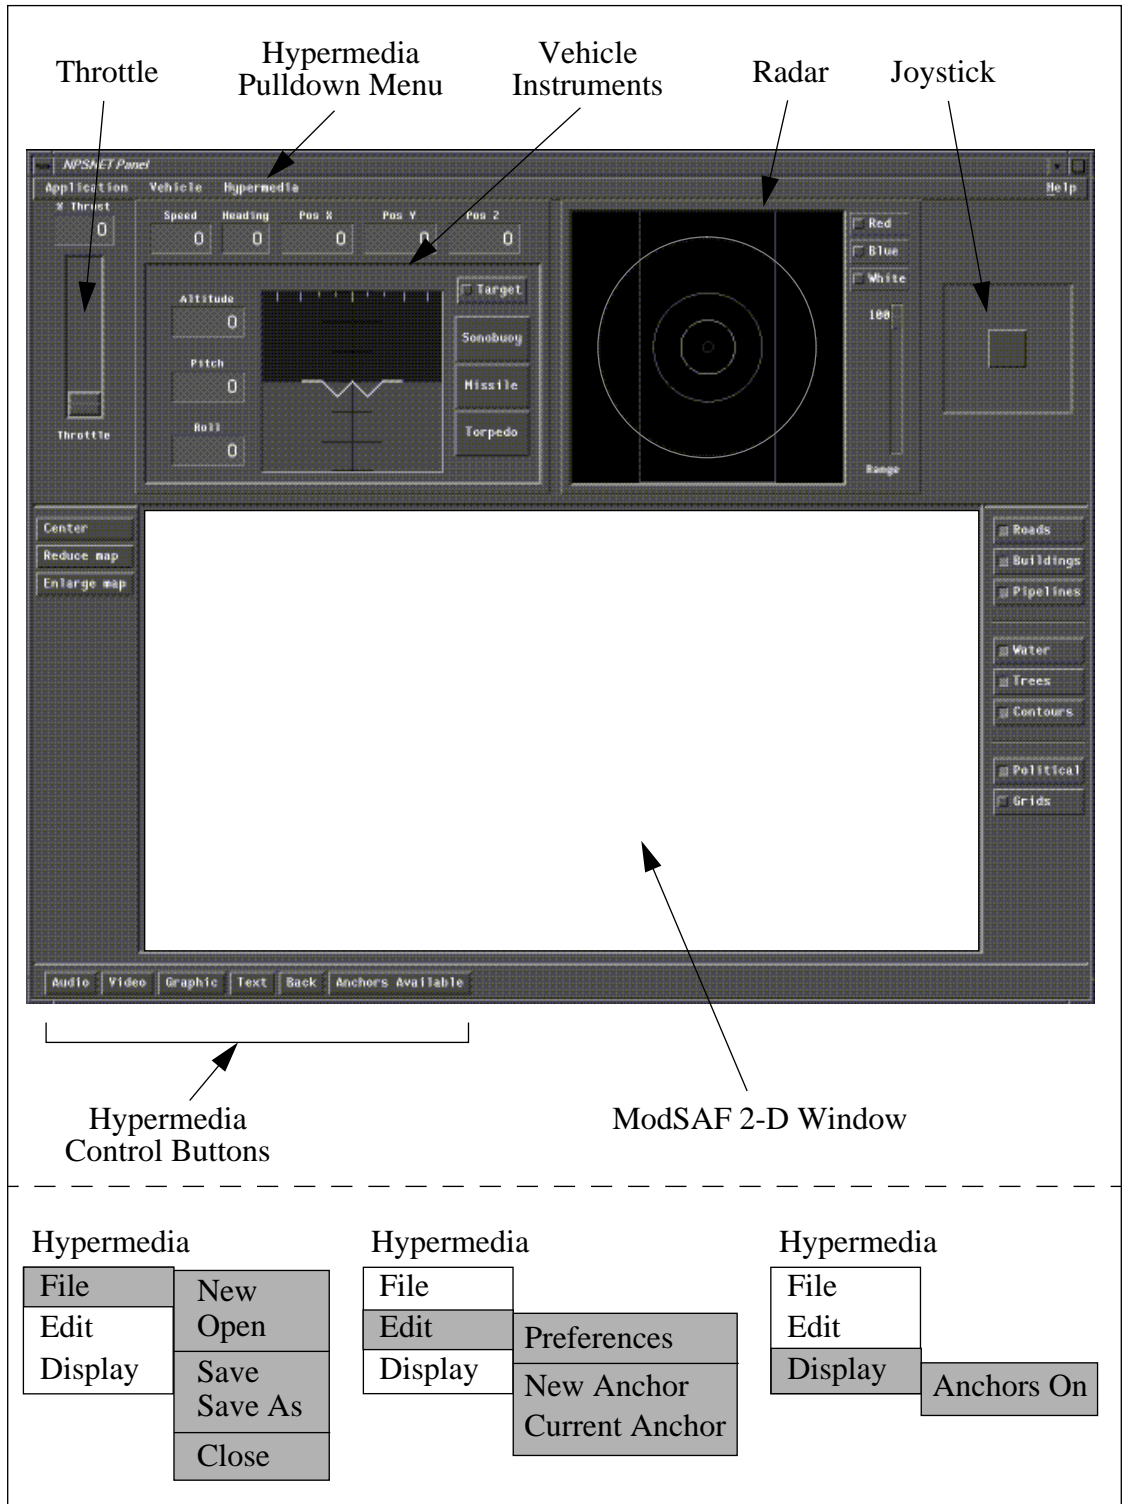 Throttle
Hypermedia
Pulldown Menu
Vehicle
Instruments
Radar
Joystick
NPSNET Panel
Application Vehicle Hypermedia Help
% Thrust
0
Speed Heading Pos X Pos Y Pos Z
0 0 0 0 0
Altitude
0
Pitch
0
Roll
0
Throttle
Target
Sonobuoy
Missile
Torpedo
Red
Blue
White
100
Range
Center
Reduce map
Enlarge map
Roads
Buildings
Pipelines
Water
Trees
Contours
Political
Grids
Audio Video Graphic Text Back Anchors Available
Hypermedia
Control Buttons
ModSAF 2-D Window
Hypermedia
File
Edit
Display
New
Open
Save
Save As
Close
Hypermedia
File
Edit
Display
Preferences
New Anchor
Current Anchor
Hypermedia
File
Edit
Display
Anchors On